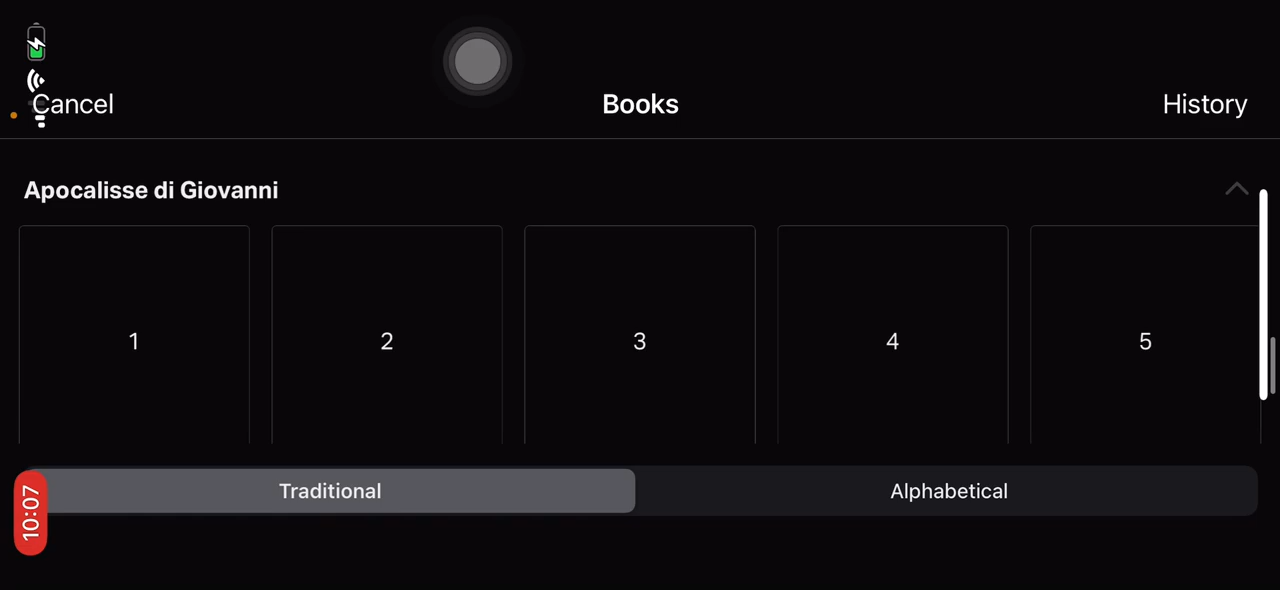 Cancel
Books
History
Apocalisse di Giovanni
1
2
3
4
5
Traditional
Alphabetical
10:07